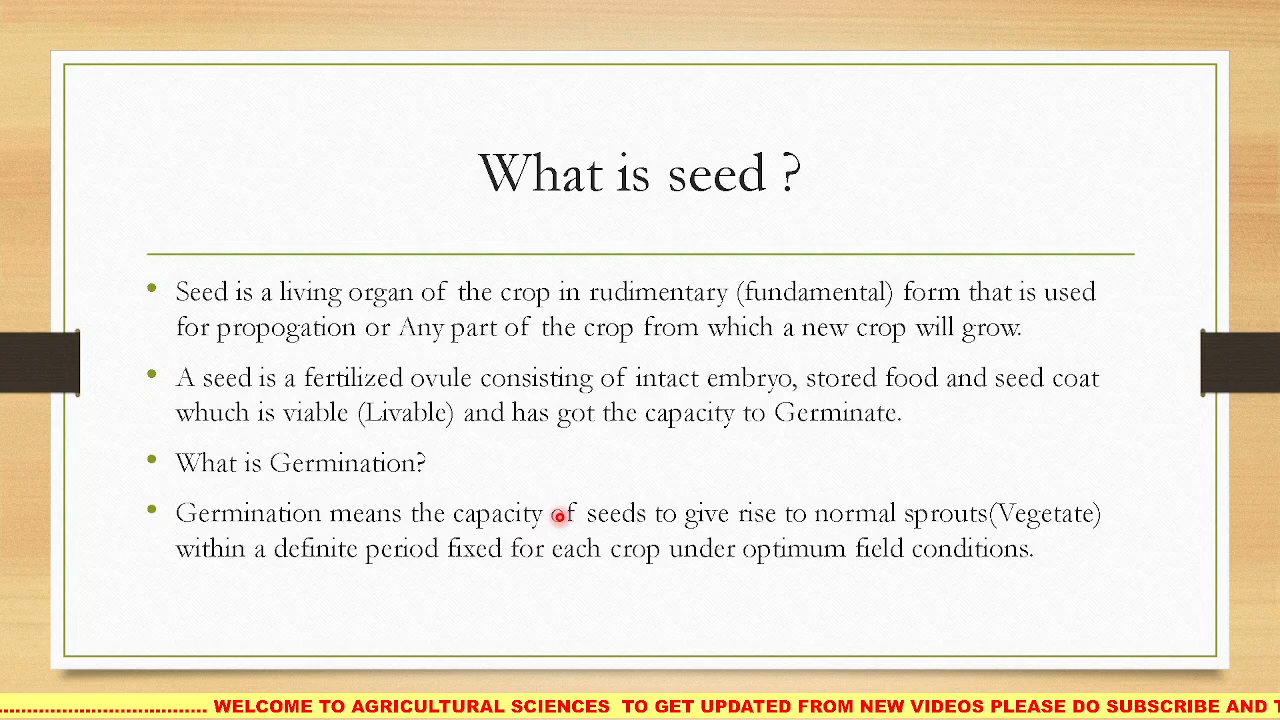 What is seed ?
• Seed is a living organ of the crop in rudimentary (fundamental) form that is used
for propogation or Any part of the crop from which a new crop will grow.
• A seed is a fertilized ovule consisting of intact embryo, stored food and seed coat
whuch is viable (Livable) and has got the capacity to Germinate.
• What is Germination?
• Germination means the capacity of seeds to give rise to normal sprouts(Vegetate)
within a definite period fixed for each crop under optimum field conditions.
.................................... WELCOME TO AGRICULTURAL SCIENCES TO GET UPDATED FROM NEW VIDEOS PLEASE DO SUBSCRIBE AND